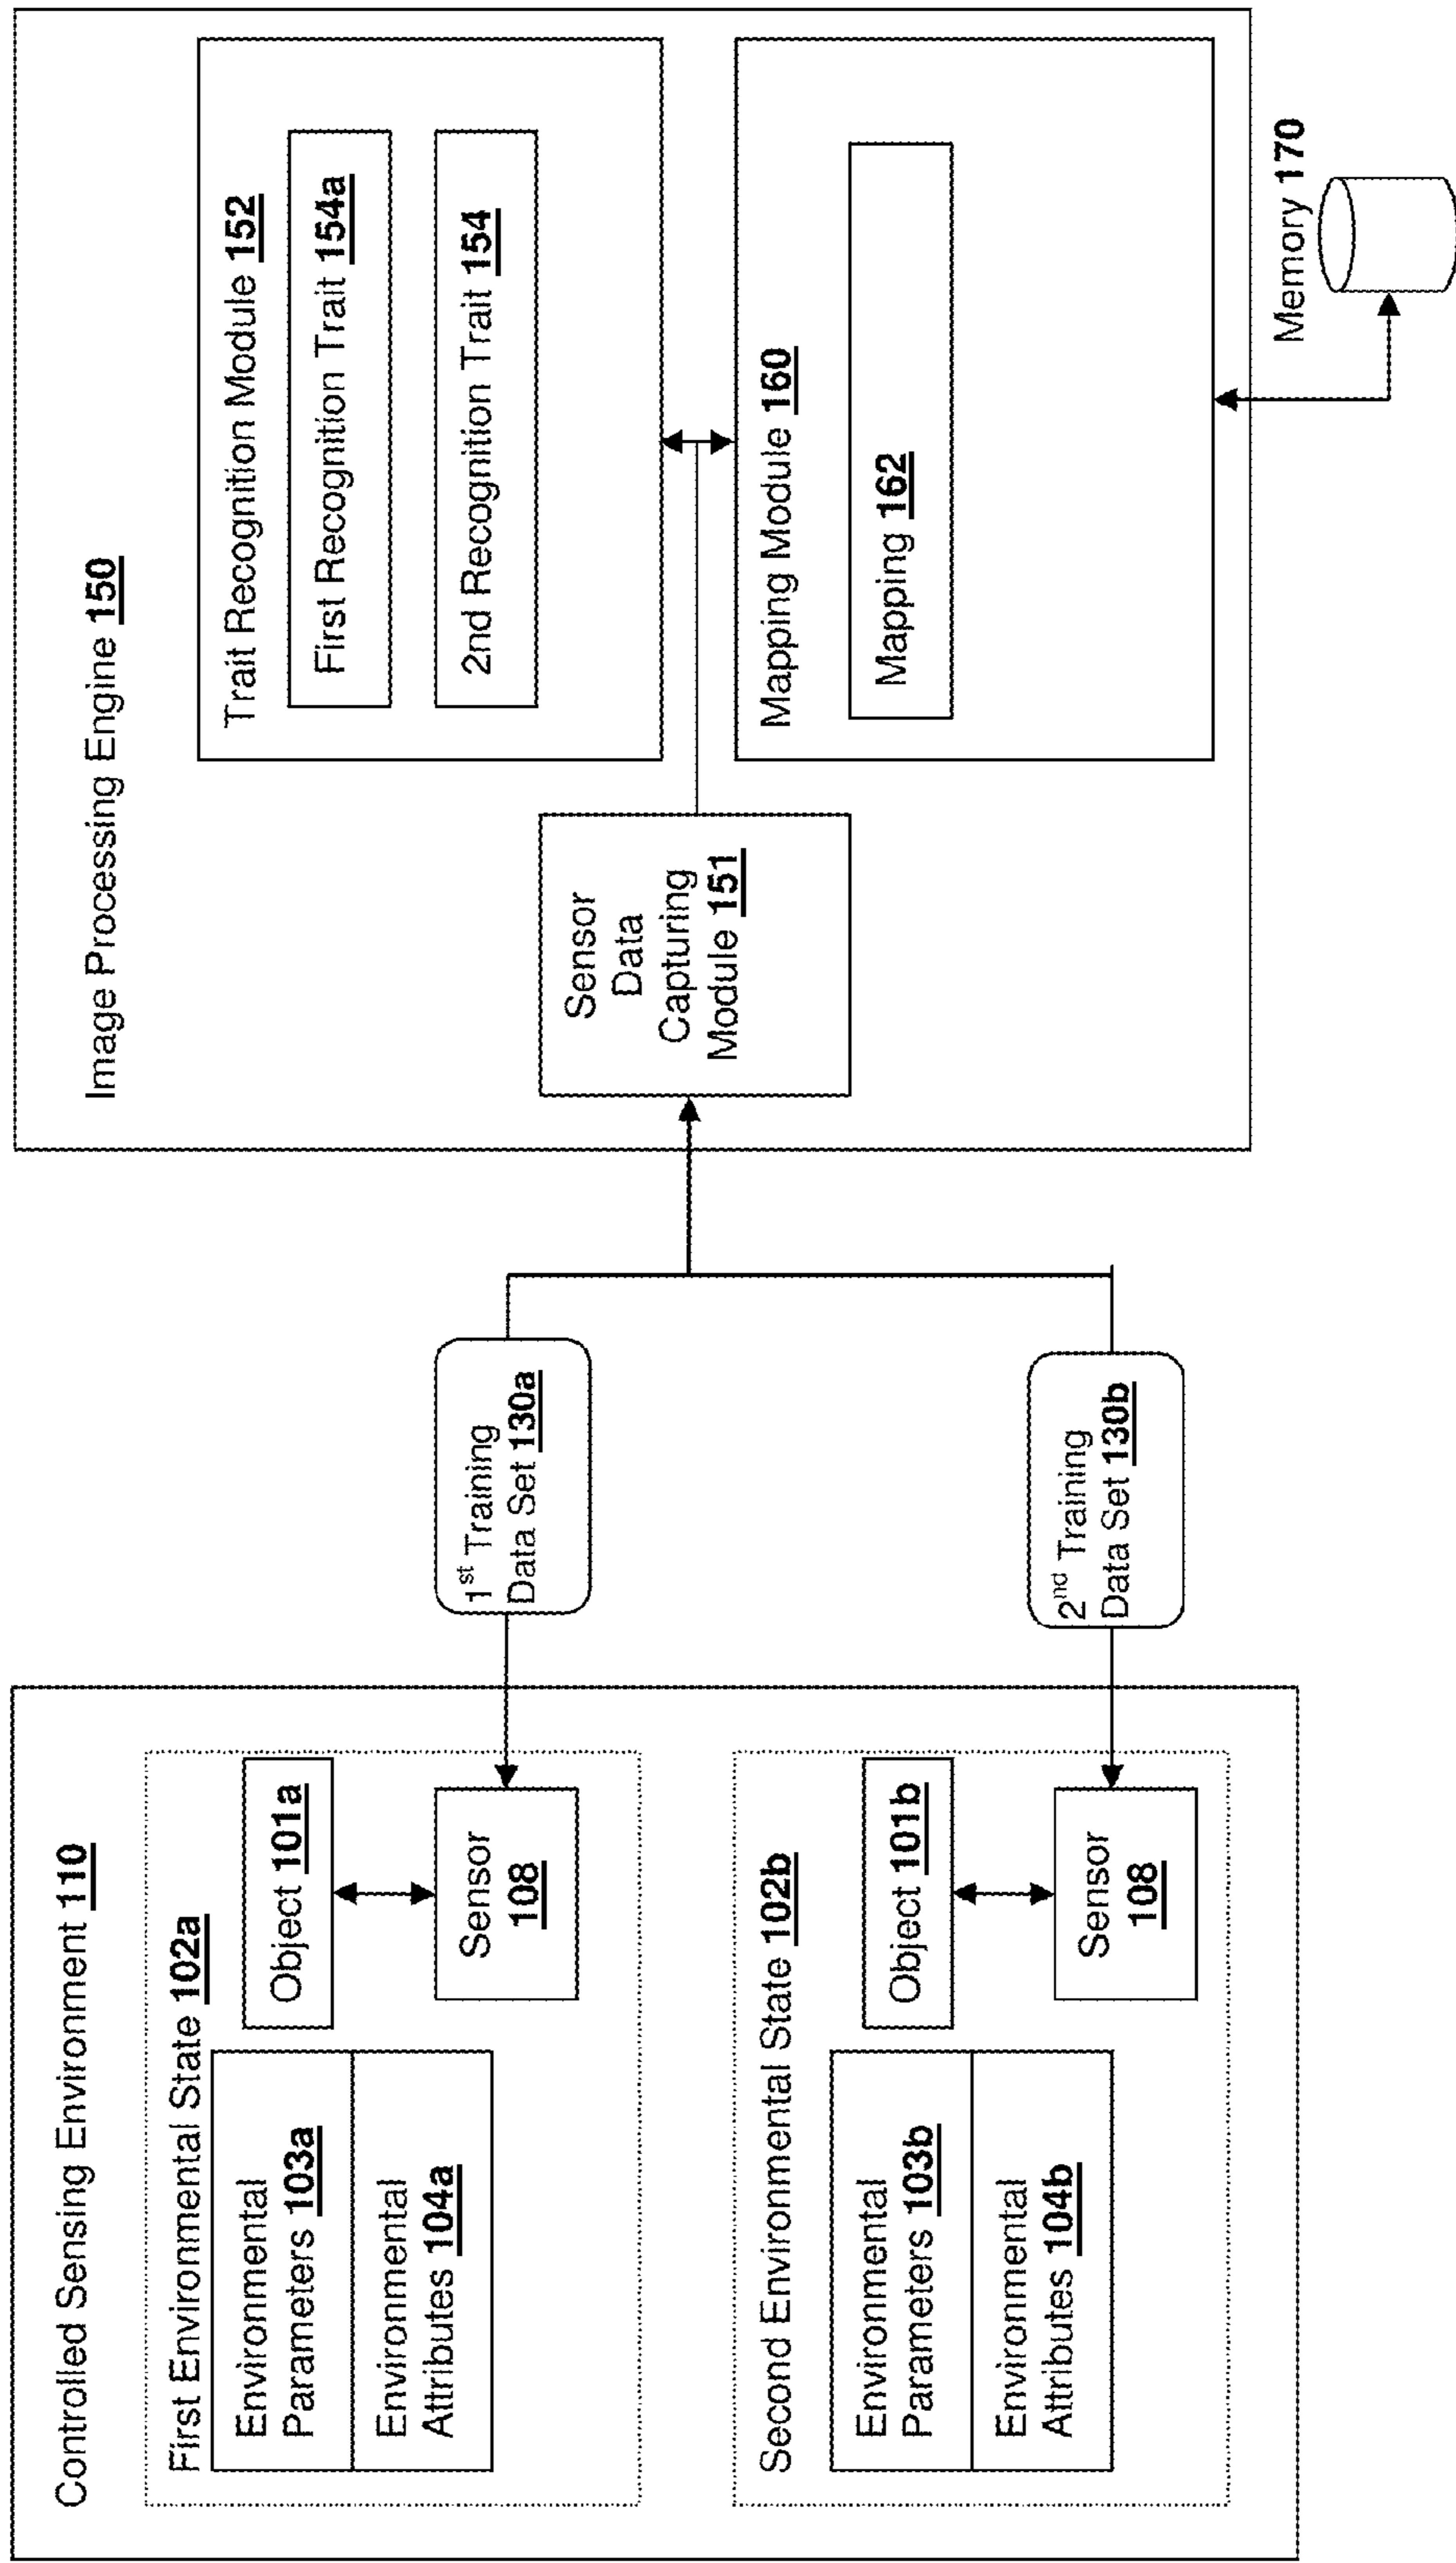 Controlled Sensing Environment 110
First Environmental State 102a
Environmental
Parameters 103a
Environmental
Attributes 104a
Object 101a
Sensor
108
Second Environmental State 102b
Environmental
Parameters 103b
Environmental
Attributes 104b
Object 101b
Sensor
108
1st Training
Data Set 130a
2nd Training
Data Set 130b
Image Processing Engine 150
Sensor
Data
Capturing
Module 151
Trait Recognition Module 152
First Recognition Trait 154a
2nd Recognition Trait 154
Mapping Module 160
Mapping 162
Memory 170